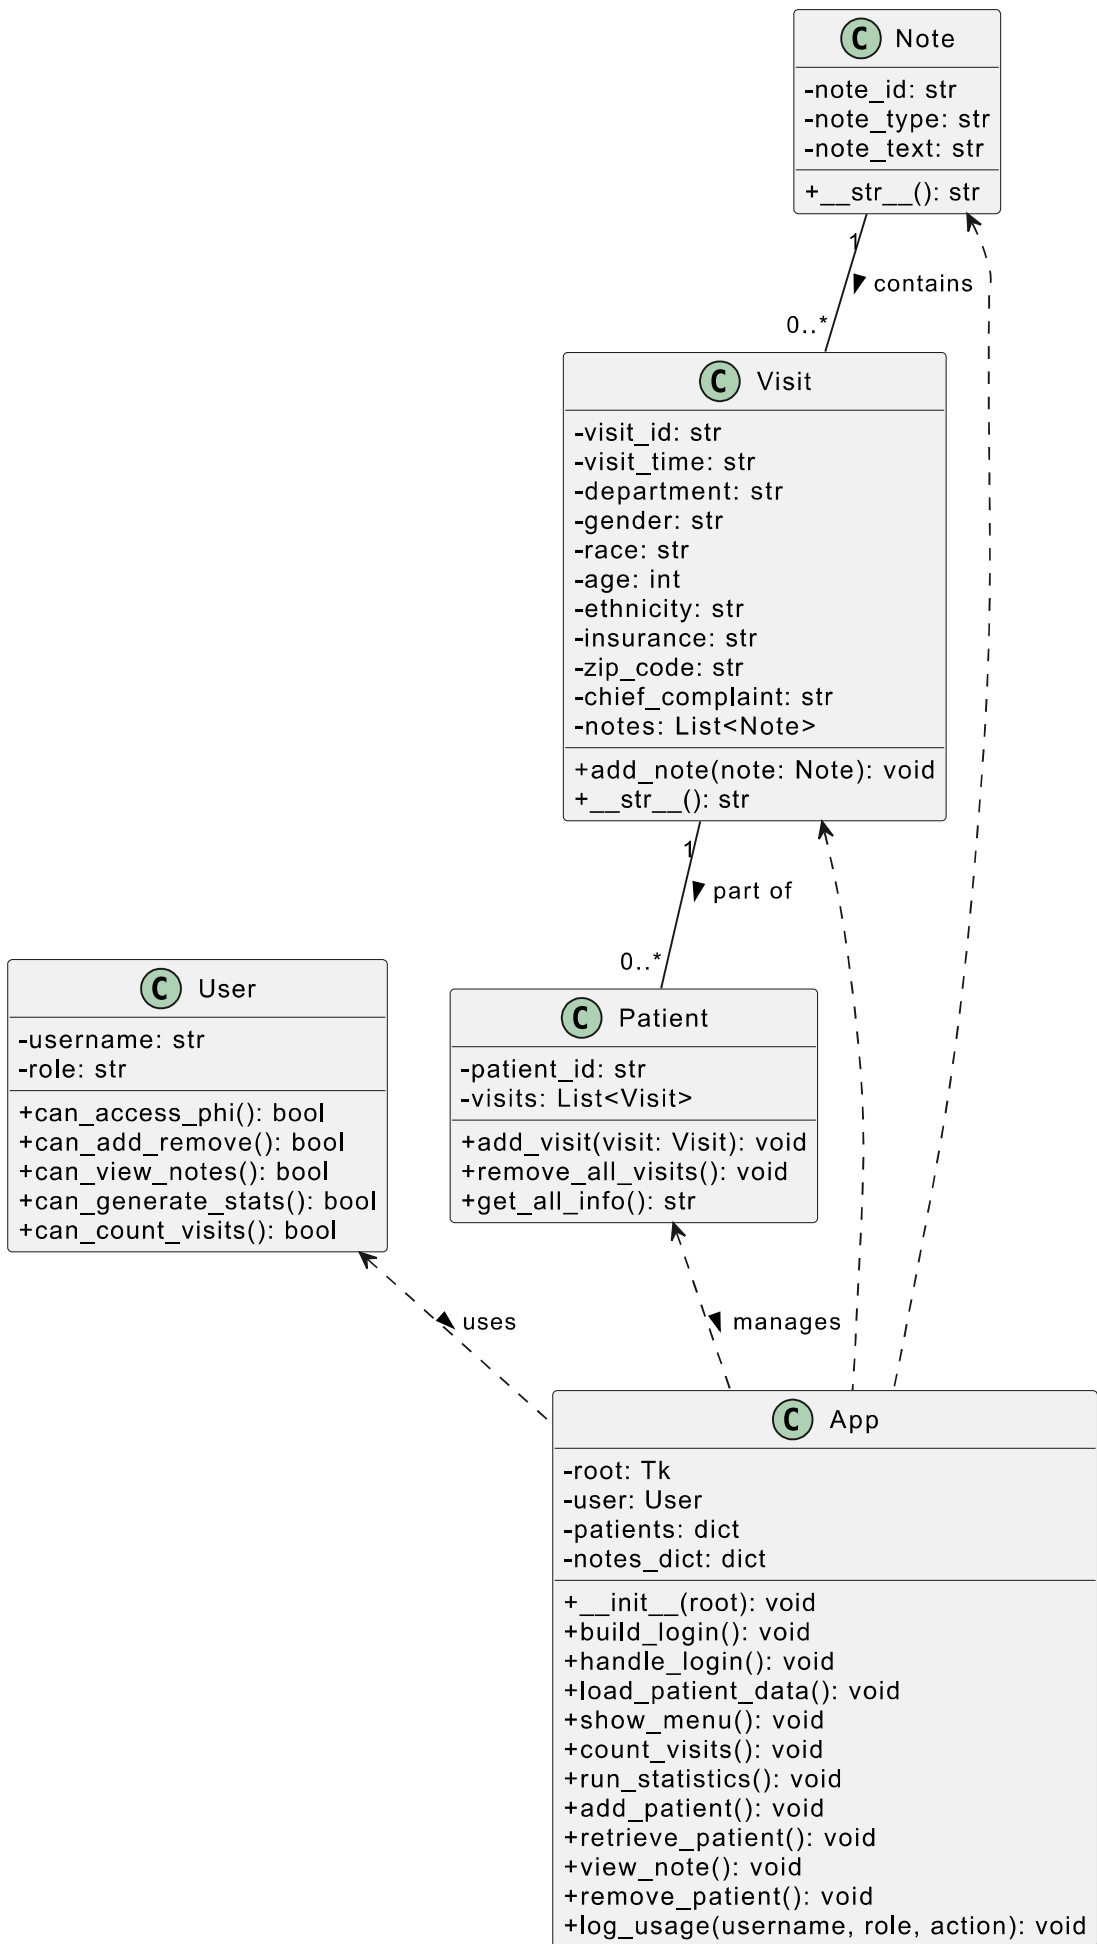 C Note
-note_id: str
-note_type: str
-note_text: str
+__str__(): str
1
contains
0..*
C Visit
-visit_id: str
-visit_time: str
-department: str
-gender: str
-race: str
-age: int
-ethnicity: str
-insurance: str
-zip_code: str
-chief_complaint: str
-notes: List<Note>
+add_note(note: Note): void
+__str__(): str
1
part of
0..*
C User
-username: str
-role: str
+can_access_phi(): bool
+can_add_remove(): bool
+can_view_notes(): bool
+can_generate_stats(): bool
+can_count_visits(): bool
C Patient
-patient_id: str
-visits: List<Visit>
+add_visit(visit: Visit): void
+remove_all_visits(): void
+get_all_info(): str
uses
manages
C App
-root: Tk
-user: User
-patients: dict
-notes_dict: dict
+__init__(root): void
+build_login(): void
+handle_login(): void
+load_patient_data(): void
+show_menu(): void
+count_visits(): void
+run_statistics(): void
+add_patient(): void
+retrieve_patient(): void
+view_note(): void
+remove_patient(): void
+log_usage(username, role, action): void